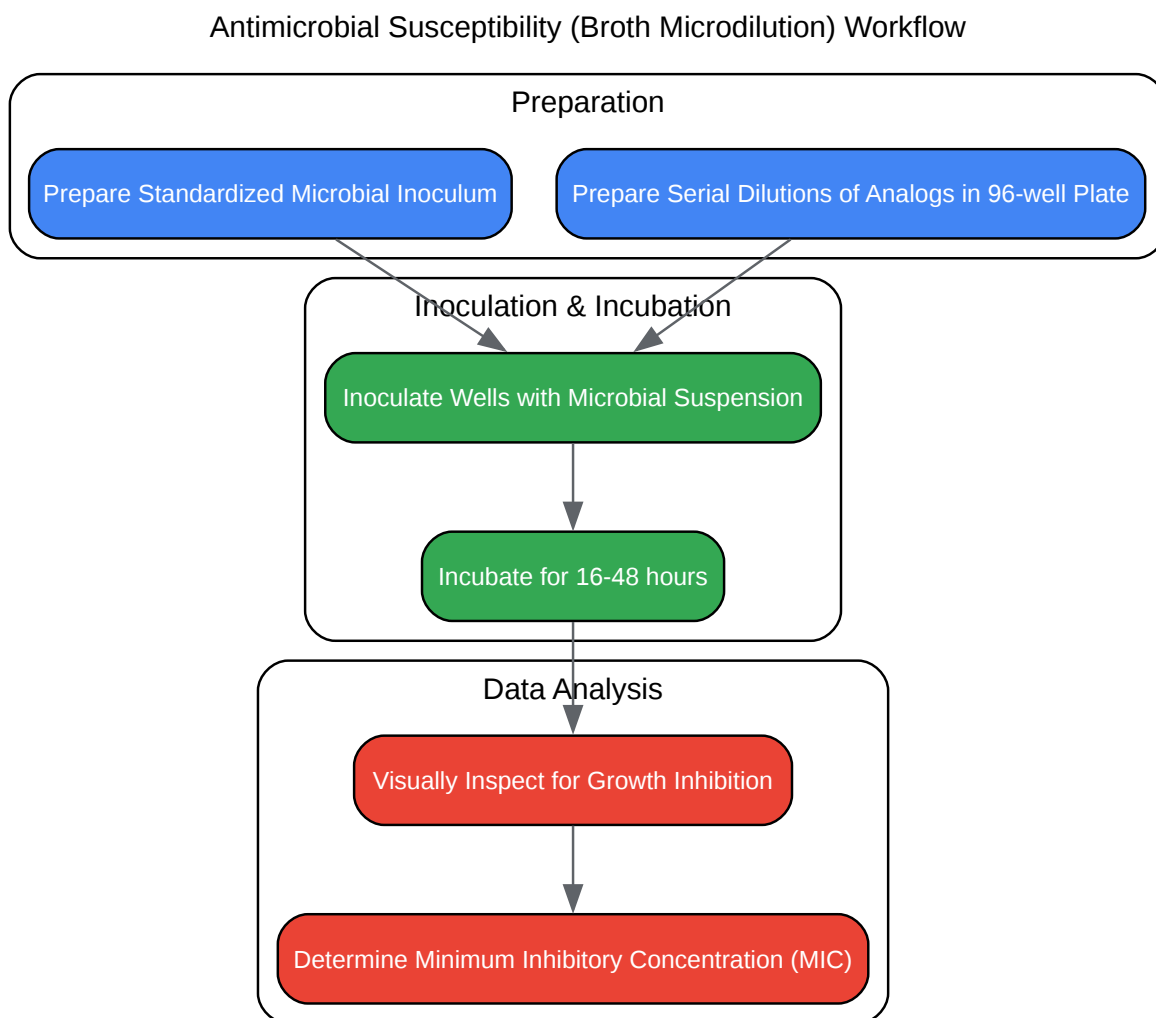 Antimicrobial Susceptibility (Broth Microdilution) Workflow
Preparation
Prepare Standardized Microbial Inoculum
Prepare Serial Dilutions of Analogs in 96-well Plate
Inoculation & Incubation
Inoculate Wells with Microbial Suspension
Incubate for 16-48 hours
Data Analysis
Visually Inspect for Growth Inhibition
Determine Minimum Inhibitory Concentration (MIC)